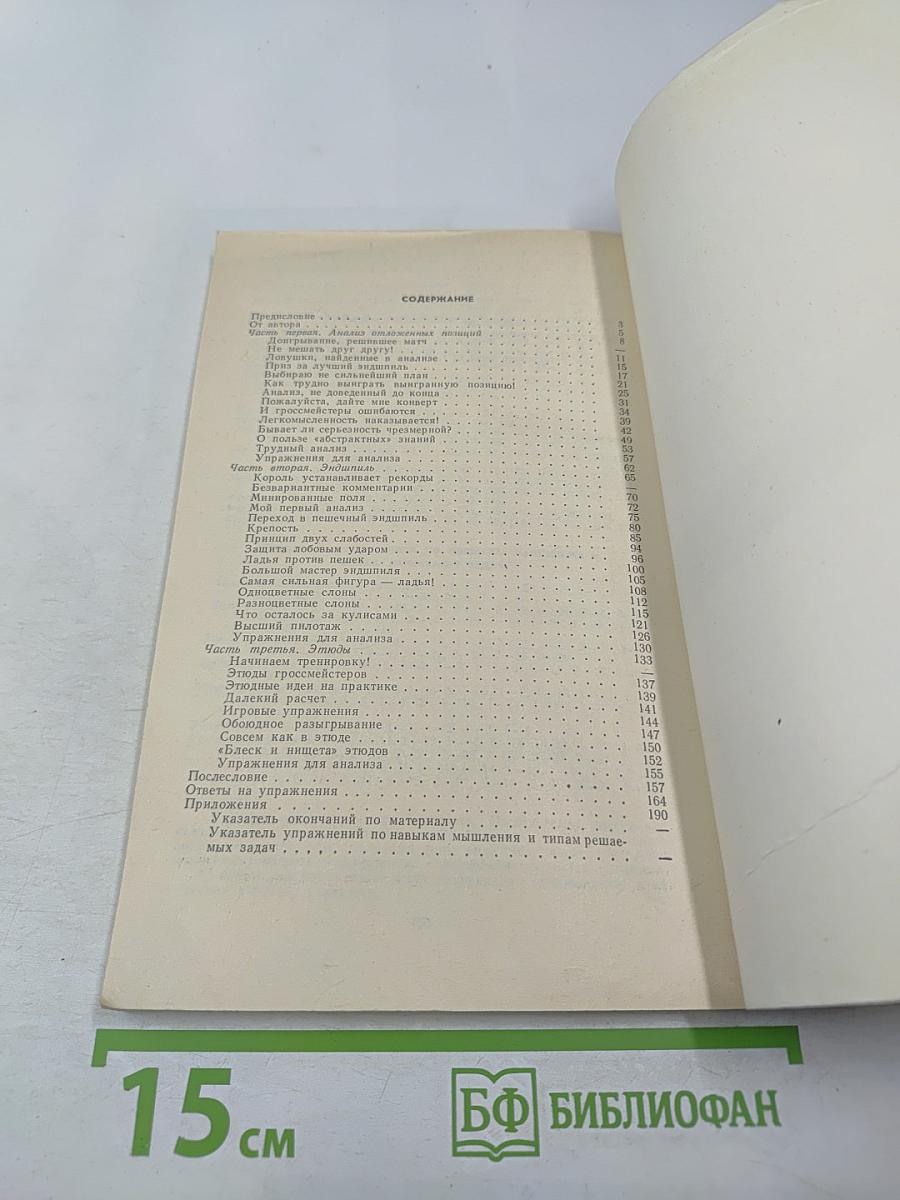 СОДЕРЖАНИЕ
Предисловие . . . 3
От автора . . . 5
Часть первая. Анализ отложенных позиций . . . 8
Доигрывание, решившее матч . . . —
Не мешать друг другу! . . . 11
Ловушки, найденные в анализе . . . 15
Приз за лучший эндшпиль . . . 17
Выбираю не сильнейший план . . . 21
Как трудно выиграть выигранную позицию! . . . 25
Анализ, не доведенный до конца . . . 31
Пожалуйста, дайте мне конверт . . . 34
И гроссмейстеры ошибаются . . . 39
Легкомысленность наказывается! . . . 42
Бывает ли серьезность чрезмерной? . . . 49
О пользе «абстрактных» знаний . . . 53
Трудный анализ . . . 57
Упражнения для анализа . . . 62
Часть вторая. Эндшпиль . . . 65
Король устанавливает рекорды . . . —
Безвариантные комментарии . . . 70
Минированные поля . . . 72
Мой первый анализ . . . 75
Переход в пешечный эндшпиль . . . 80
Крепость . . . 85
Принцип двух слабостей . . . 94
Защита лобовым ударом . . . 96
Ладья против пешек . . . 100
Большой мастер эндшпиля . . . 105
Самая сильная фигура — ладья! . . . 108
Одноцветные слоны . . . 112
Разноцветные слоны . . . 115
Что осталось за кулисами . . . 121
Высший пилотаж . . . 126
Упражнения для анализа . . . 130
Часть третья. Этюды . . . 133
Начинаем тренировку! . . . —
Этюды гроссмейстеров . . . 137
Этюдные идеи на практике . . . 139
Далекий расчет . . . 141
Игровые упражнения . . . 144
Обоюдное разыгрывание . . . 147
Совсем как в этюде . . . 150
«Блеск и нищета» этюдов . . . 152
Упражнения для анализа . . . 155
Послесловие . . . 157
Ответы на упражнения . . . 164
Приложения . . . 190
Указатель окончаний по материалу . . . —
Указатель упражнений по навыкам мышления и типам решае-
мых задач . . . —
15 см
БФ БИБЛИОФАН